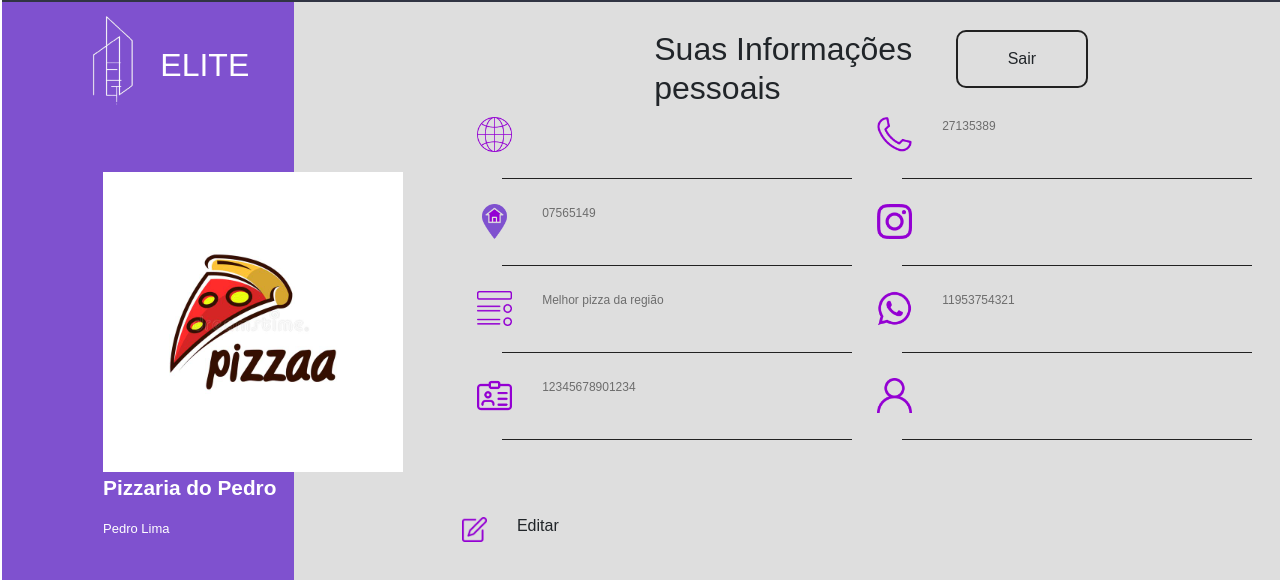 ELITE
Suas Informações
pessoais
Sair
27135389
07565149
Melhor pizza da região
11953754321
12345678901234
pizzaa
Pizzaria do Pedro
Pedro Lima
Editar